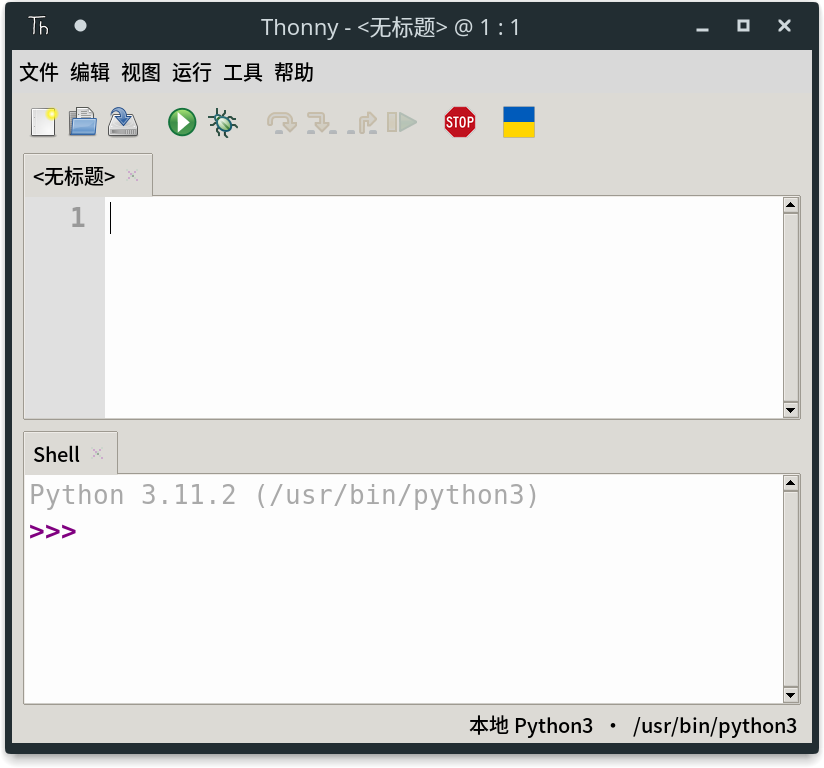 Th Thonny - <无标题> @ 1 : 1
文件 编辑 视图 运行 工具 帮助
STOP
<无标题>
1
Shell
Python 3.11.2 (/usr/bin/python3)
>>>
本地 Python3 • /usr/bin/python3